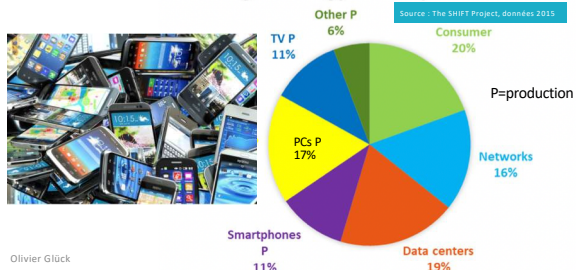 Source : The SHIFT Project, données 2015
Other P
6%
Consumer
20%
TV P
11%
P=production
PCs P
17%
Networks
16%
Smartphones
P
11%
Data centers
19%
Olivier Glück